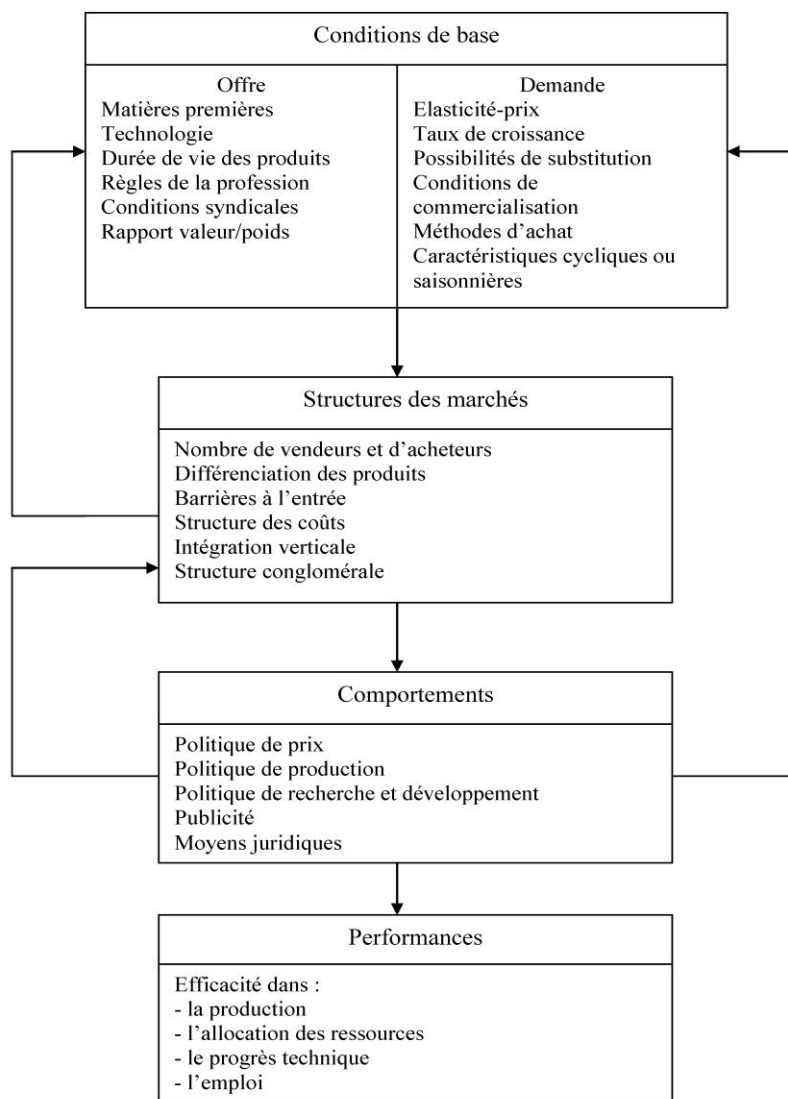 Conditions de base
Offre
Matières premières
Technologie
Durée de vie des produits
Règles de la profession
Conditions syndicales
Rapport valeur/poids
Demande
Elasticité-prix
Taux de croissance
Possibilités de substitution
Conditions de
commercialisation
Méthodes d’achat
Caractéristiques cycliques ou
saisonnières
Structures des marchés
Nombre de vendeurs et d’acheteurs
Différenciation des produits
Barrières à l’entrée
Structure des coûts
Intégration verticale
Structure conglomérale
Comportements
Politique de prix
Politique de production
Politique de recherche et développement
Publicité
Moyens juridiques
Performances
Efficacité dans :
- la production
- l’allocation des ressources
- le progrès technique
- l’emploi